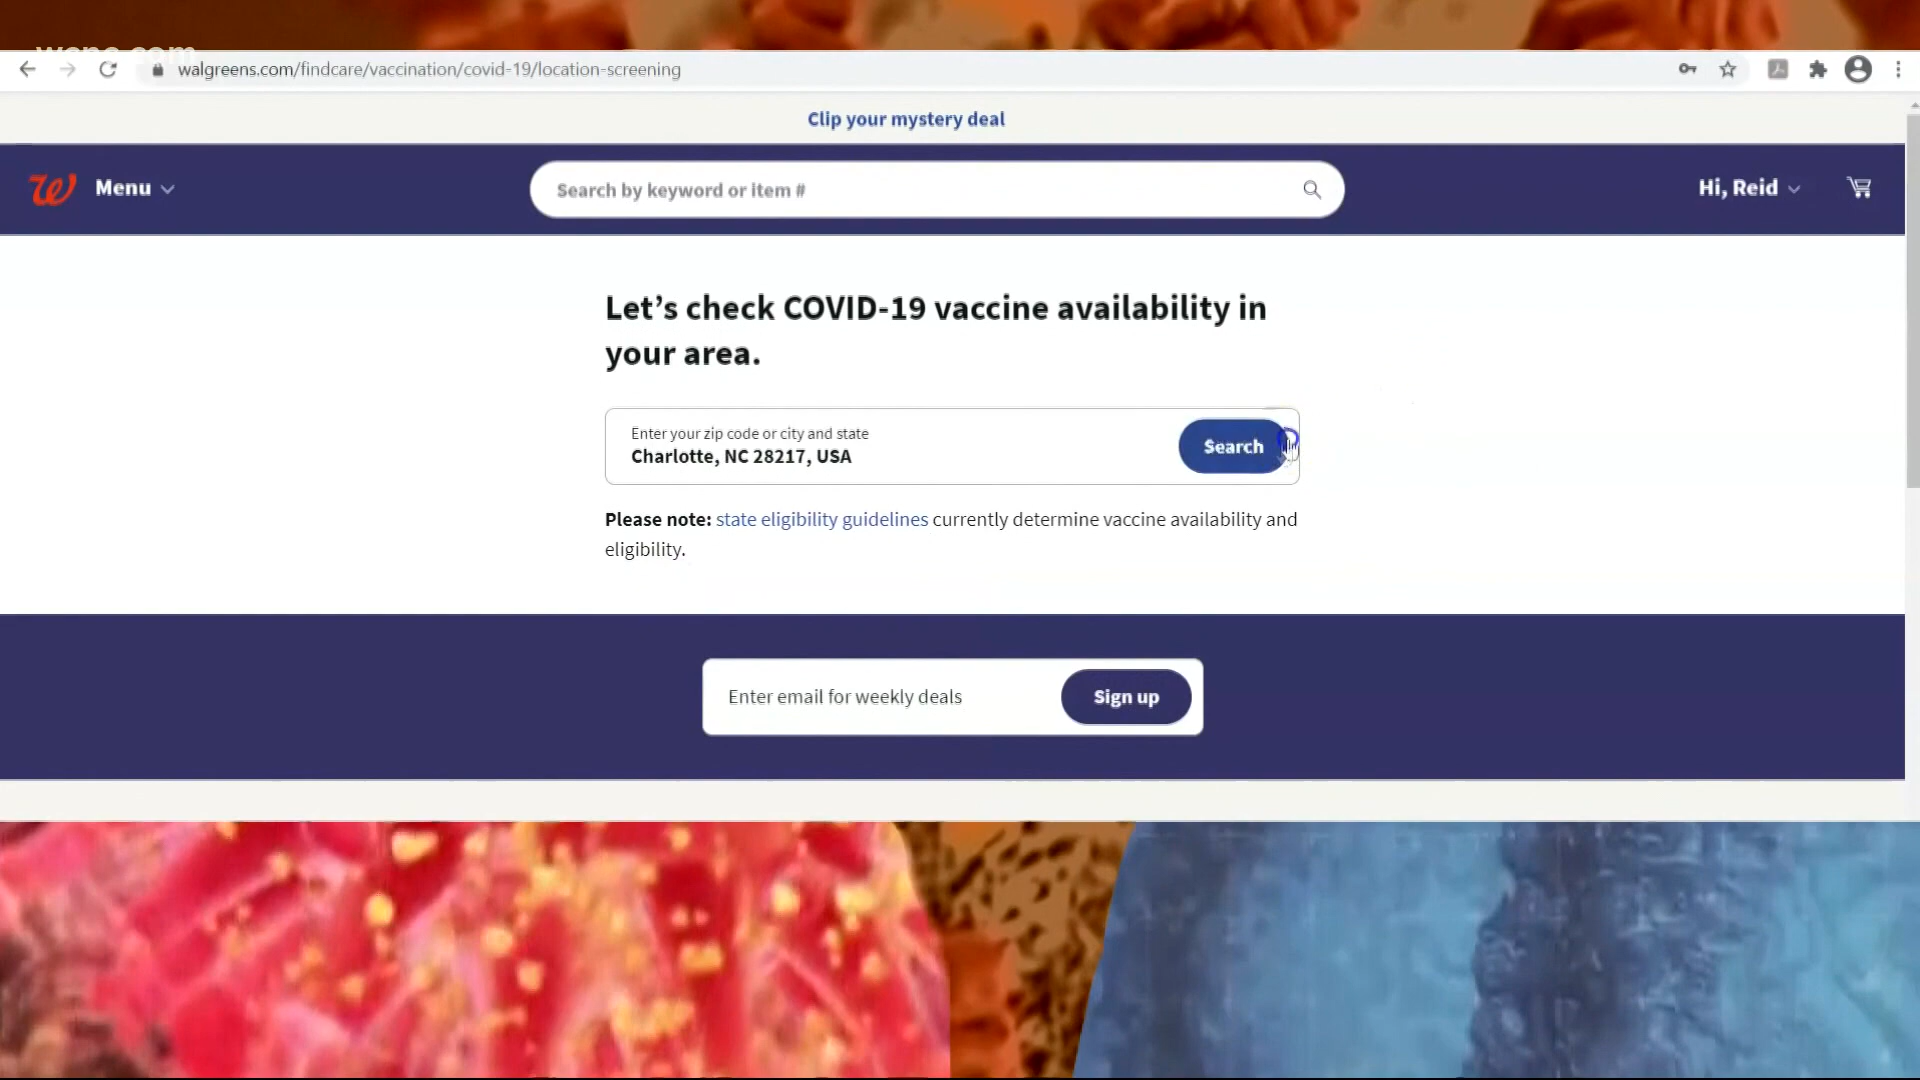 wcnc.com
walgreens.com/findcare/vaccination/covid-19/location-screening
Clip your mystery deal
W Menu
Search by keyword or item #
Hi, Reid
Let's check COVID-19 vaccine availability in
your area.
Enter your zip code or city and state
Charlotte, NC 28217, USA
Search
Please note: state eligibility guidelines currently determine vaccine availability and
eligibility.
Enter email for weekly deals
Sign up